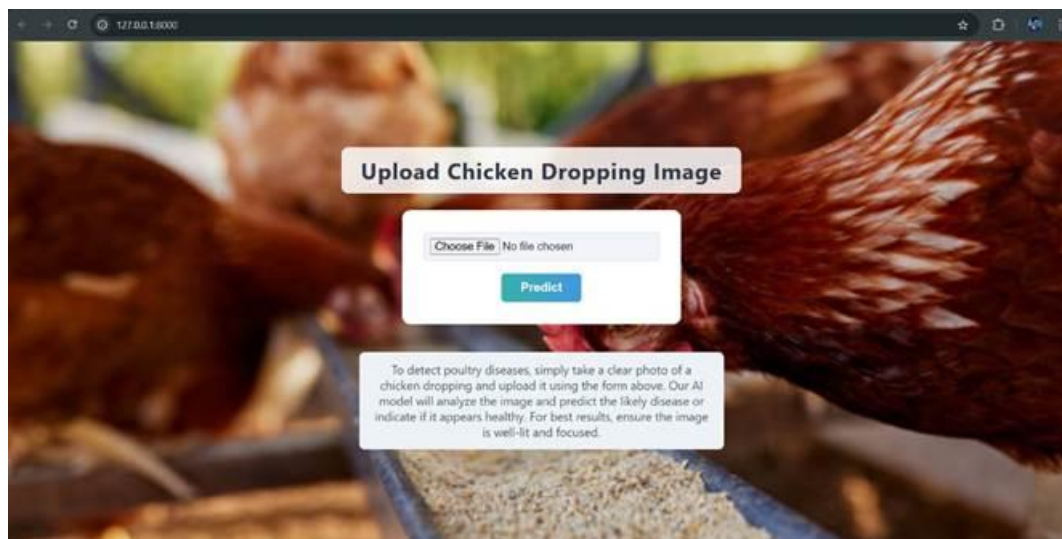 127.0.0.1:8000
Upload Chicken Dropping Image
Choose File No file chosen
Predict
To detect poultry diseases, simply take a clear photo of a
chicken dropping and upload it using the form above. Our AI
model will analyze the image and predict the likely disease or
indicate if it appears healthy. For best results, ensure the image
is well-lit and focused.